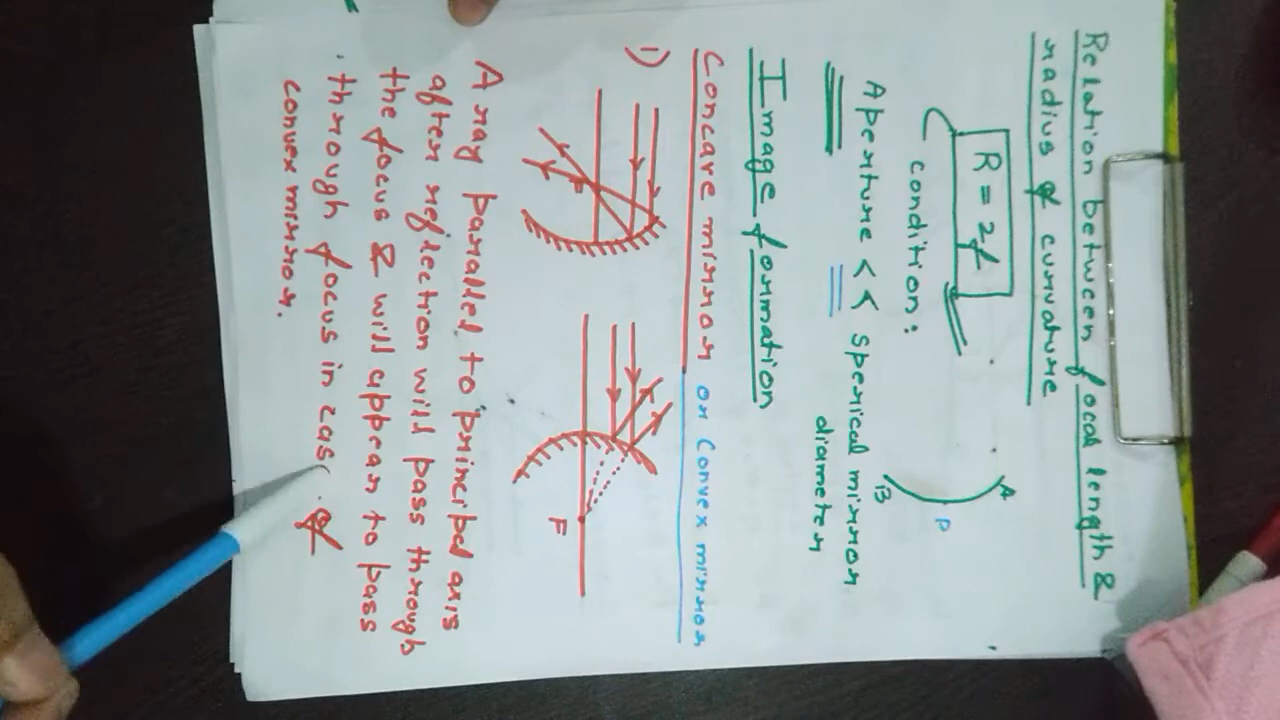 Relation between focal length &
radius of curvature
R = 2f
condition:
A
P
B
Aperture << sperical mirror
diameter
Image formation
Concave mirror or Convex mirror
1)
F
F
A ray parallel to principal axis
after reflection will pass through
the focus & will appear to pass
through focus in case of
convex mirror.